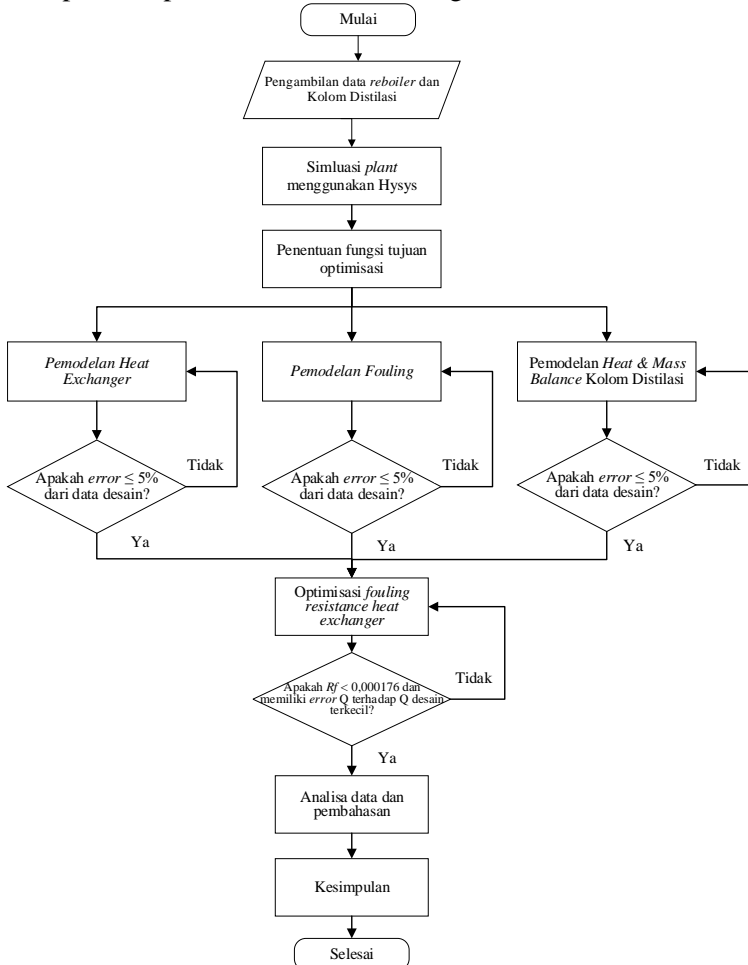 Mulai
Pengambilan data reboiler dan
Kolom Distilasi
Simluasi plant
menggunakan Hysys
Penentuan fungsi tujuan
optimisasi
Pemodelan Heat
Exchanger
Pemodelan Fouling
Pemodelan Heat & Mass
Balance Kolom Distilasi
Apakah error ≤ 5%
dari data desain?
Tidak
Apakah error ≤ 5%
dari data desain?
Tidak
Apakah error ≤ 5%
dari data desain?
Tidak
Ya
Ya
Ya
Optimisasi fouling
resistance heat
exchanger
Apakah Rf < 0,000176 dan
memiliki error Q terhadap Q desain
terkecil?
Tidak
Ya
Analisa data dan
pembahasan
Kesimpulan
Selesai